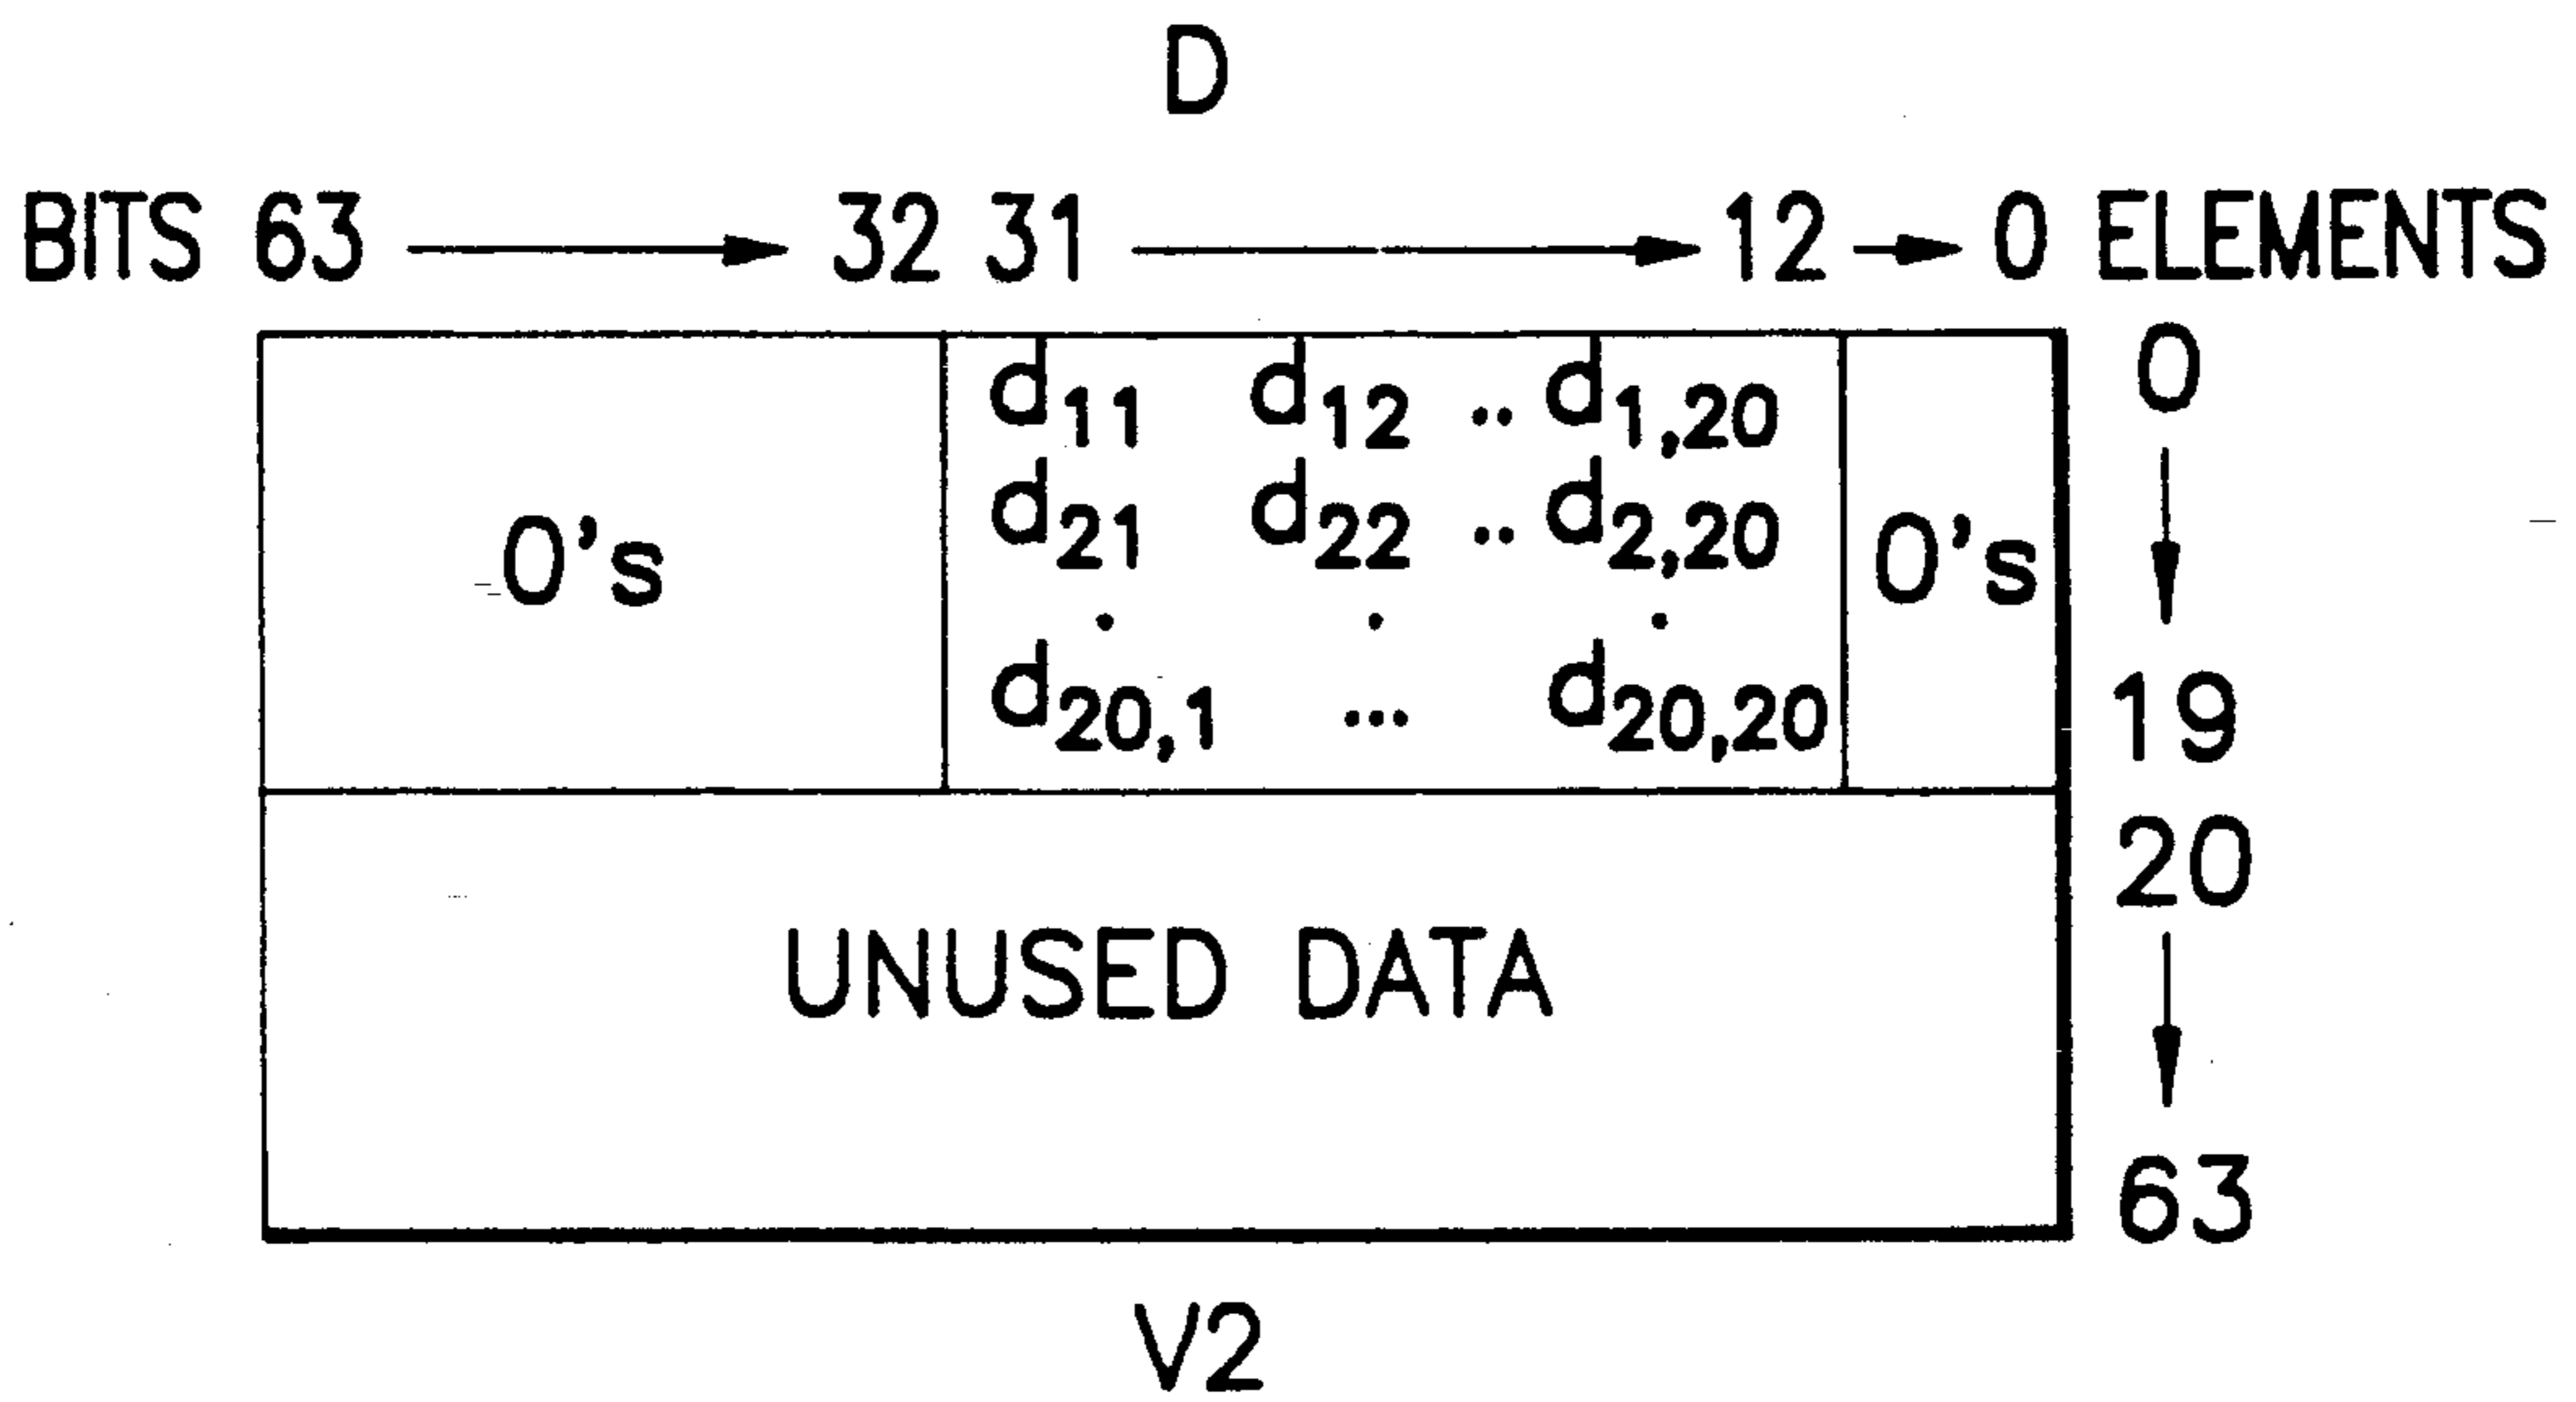 D
BITS 63 → 32 31 → 12 → 0 ELEMENTS
d11 d12 .. d1,20 0
d21 d22 .. d2,20
0's 0's
. . .
d20,1 ... d20,20 19
20
UNUSED DATA
63
V2